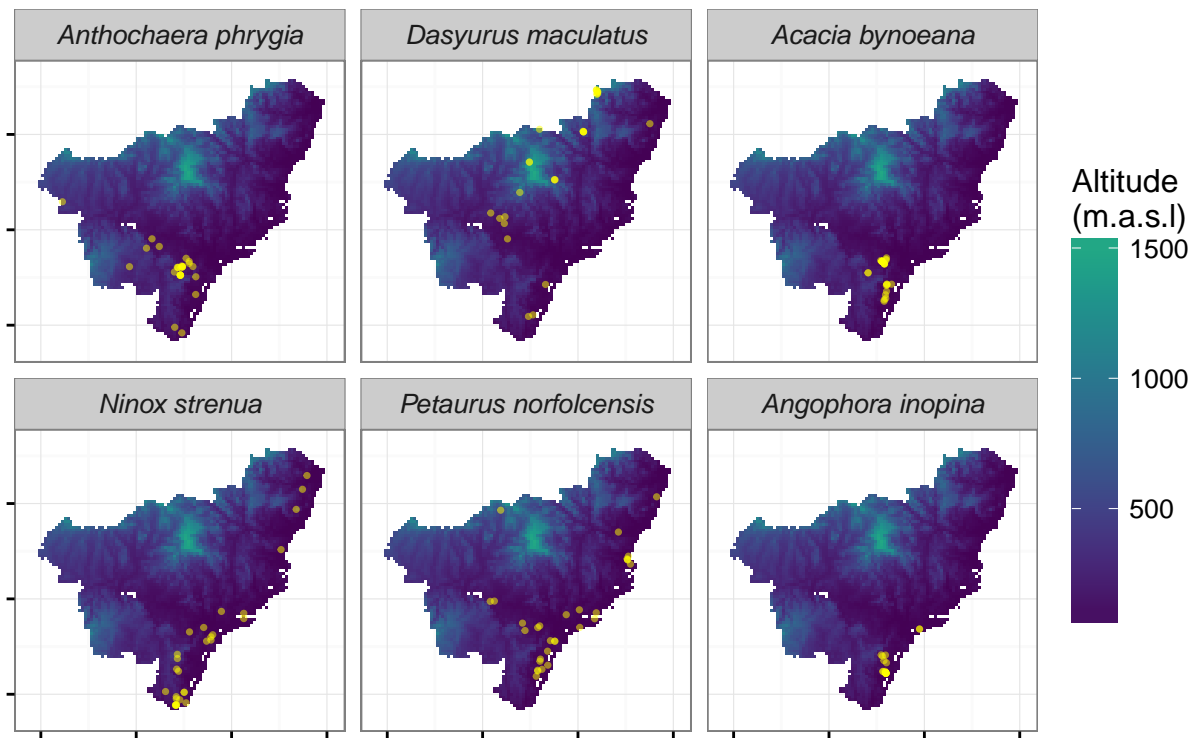 Anthochaera phrygia
Dasyurus maculatus
Acacia bynoeana
Ninox strenua
Petaurus norfolcensis
Angophora inopina
Altitude
(m.a.s.l)
1500
1000
500